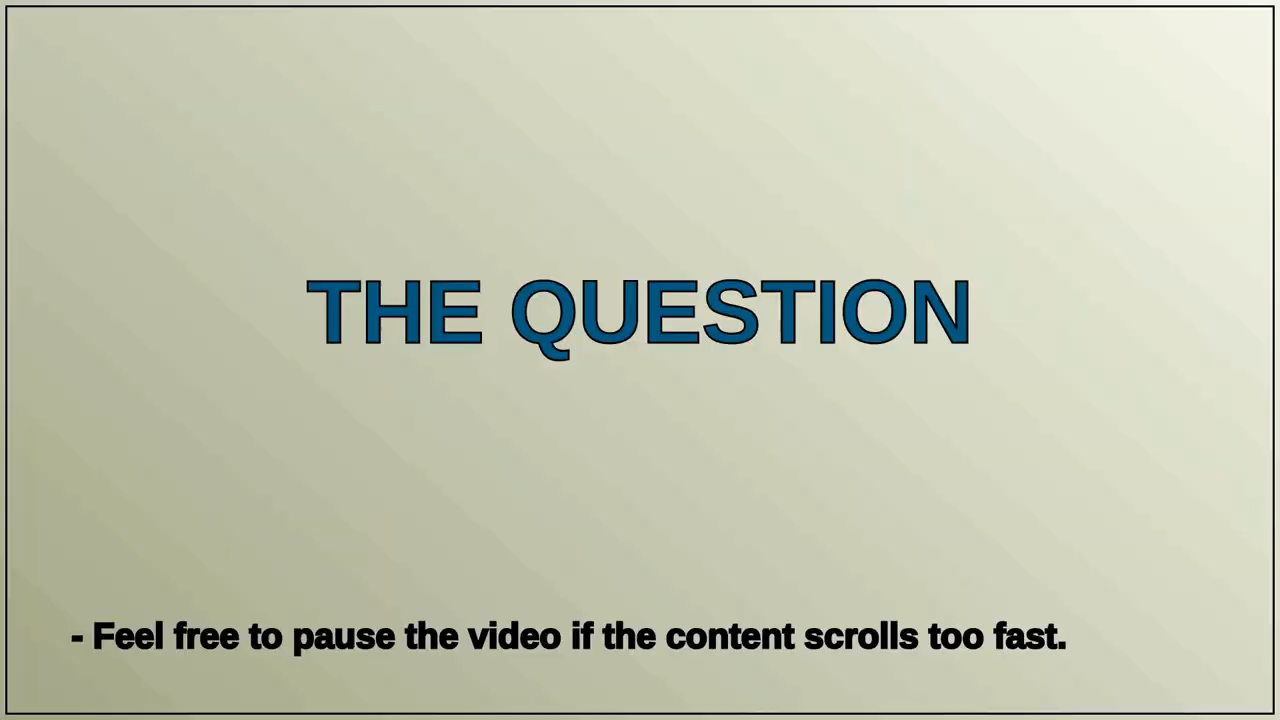 THE QUESTION
- Feel free to pause the video if the content scrolls too fast.